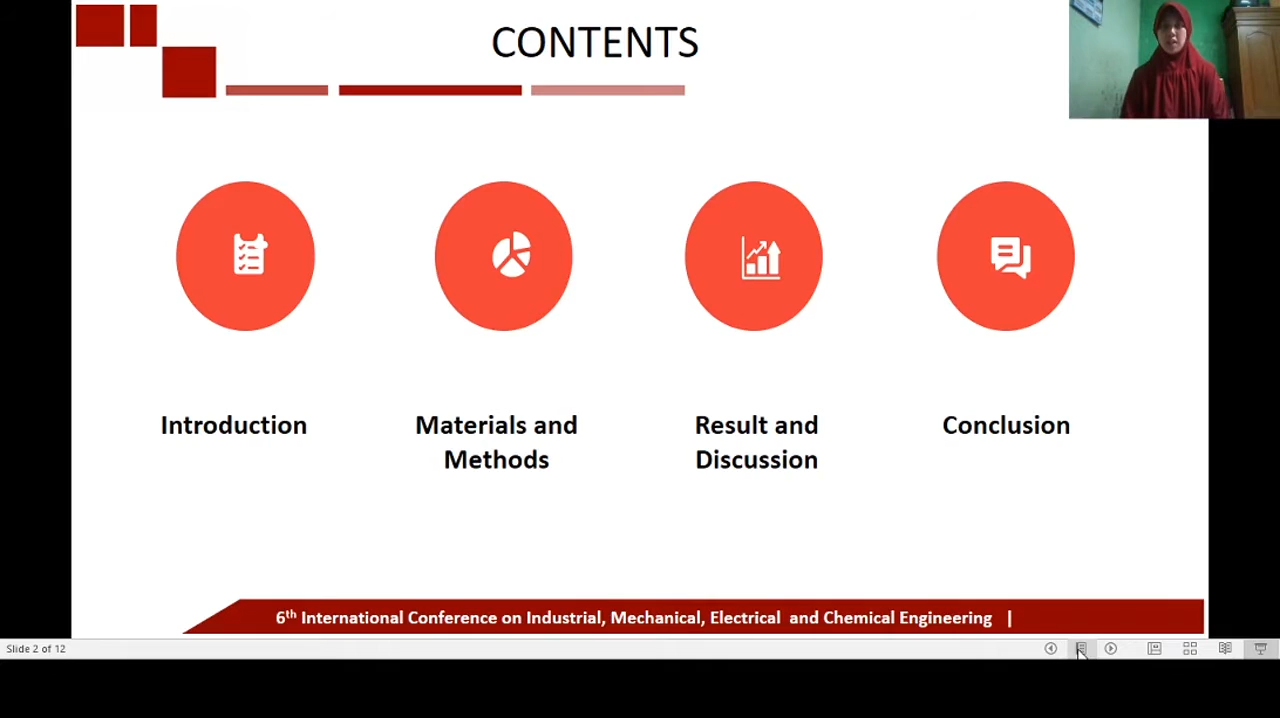 CONTENTS
Introduction
Materials and
Methods
Result and
Discussion
Conclusion
6th International Conference on Industrial, Mechanical, Electrical and Chemical Engineering |
Slide 2 of 12